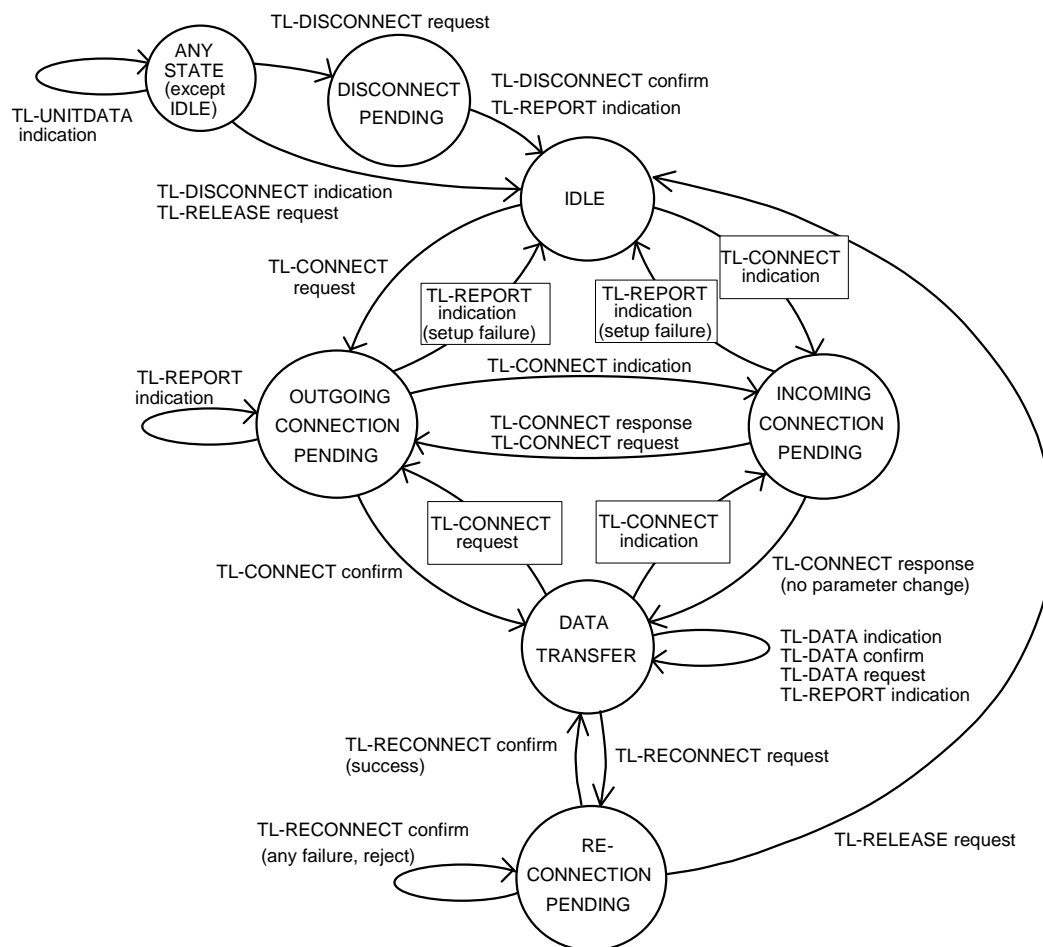 TL-DISCONNECT request
ANY
STATE
(except
IDLE)
TL-UNITDATA
indication
DISCONNECT
PENDING
TL-DISCONNECT confirm
TL-REPORT indication
TL-DISCONNECT indication
TL-RELEASE request
IDLE
TL-CONNECT
request
TL-REPORT
indication
(setup failure)
TL-REPORT
indication
(setup failure)
TL-CONNECT
indication
TL-REPORT
indication
OUTGOING
CONNECTION
PENDING
TL-CONNECT indication
TL-CONNECT response
TL-CONNECT request
INCOMING
CONNECTION
PENDING
TL-CONNECT
request
TL-CONNECT
indication
TL-CONNECT confirm
TL-CONNECT response
(no parameter change)
DATA
TRANSFER
TL-DATA indication
TL-DATA confirm
TL-DATA request
TL-REPORT indication
TL-RECONNECT confirm
(success)
TL-RECONNECT request
TL-RECONNECT confirm
(any failure, reject)
RE-
CONNECTION
PENDING
TL-RELEASE request